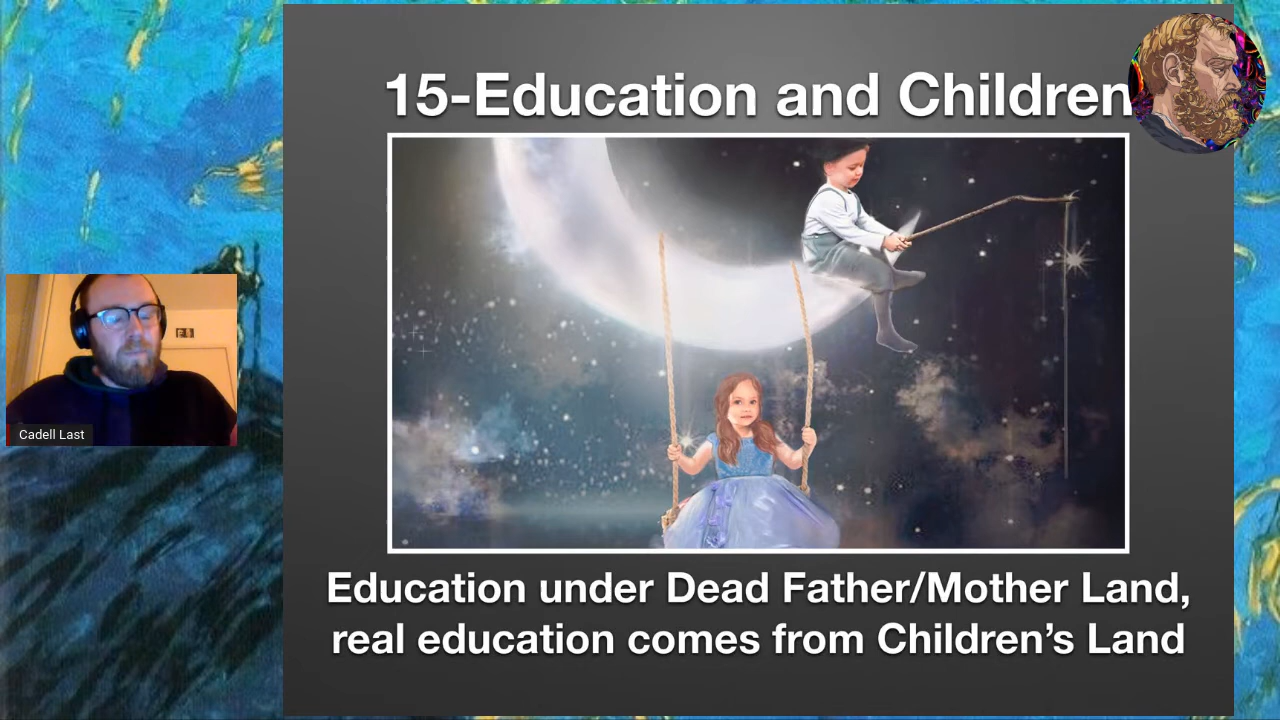 15-Education and Children
Cadell Last
Education under Dead Father/Mother Land,
real education comes from Children's Land